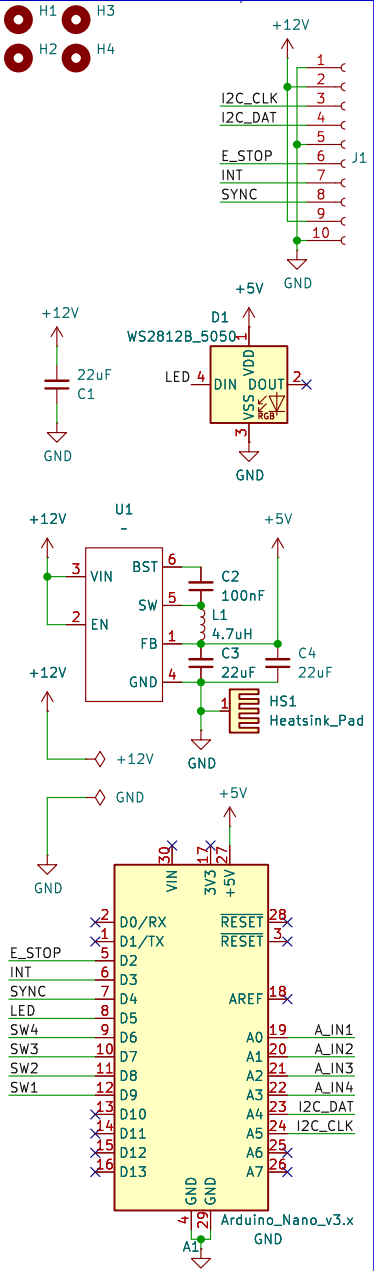 H1 H3
H2 H4
+12V
1
2
I2C_CLK 3
I2C_DAT 4
5
E_STOP 6 J1
INT 7
SYNC 8
9
10
GND
+5V
D1
WS2812B_5050
1
VDD
LED 4 DIN DOUT 2
VSS
RGB
3
GND
+12V
22uF
C1
GND
U1
~
+12V
+5V
3 VIN
2 EN
BST 6
SW 5
FB 1
GND 4
C2
100nF
L1
4.7uH
C3
22uF
C4
22uF
1 HS1
Heatsink_Pad
GND
+12V
+12V
GND
GND
+5V
30 17 27
VIN 3V3 +5V
2 D0/RX RESET 28
1 D1/TX RESET 3
E_STOP 5 D2
INT 6 D3
SYNC 7 D4 AREF 18
LED 8 D5
SW4 9 D6 A0 19 A_IN1
SW3 10 D7 A1 20 A_IN2
SW2 11 D8 A2 21 A_IN3
SW1 12 D9 A3 22 A_IN4
13 D10 A4 23 I2C_DAT
14 D11 A5 24 I2C_CLK
15 D12 A6 25
16 D13 A7 26
GND GND
4 29
Arduino_Nano_v3.x
A1
GND